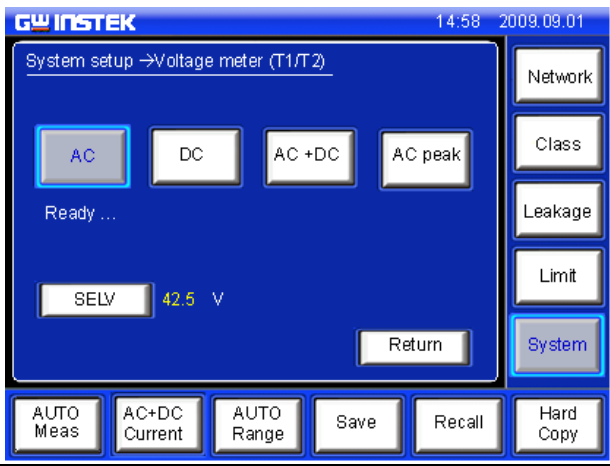 GW INSTEK 14:58 2009.09.01
System setup →Voltage meter (T1/T2)
Network
AC DC AC +DC AC peak
Class
Ready ...
Leakage
SELV 42.5 V
Limit
Return
System
AUTO
Meas
AC+DC
Current
AUTO
Range
Save
Recall
Hard
Copy